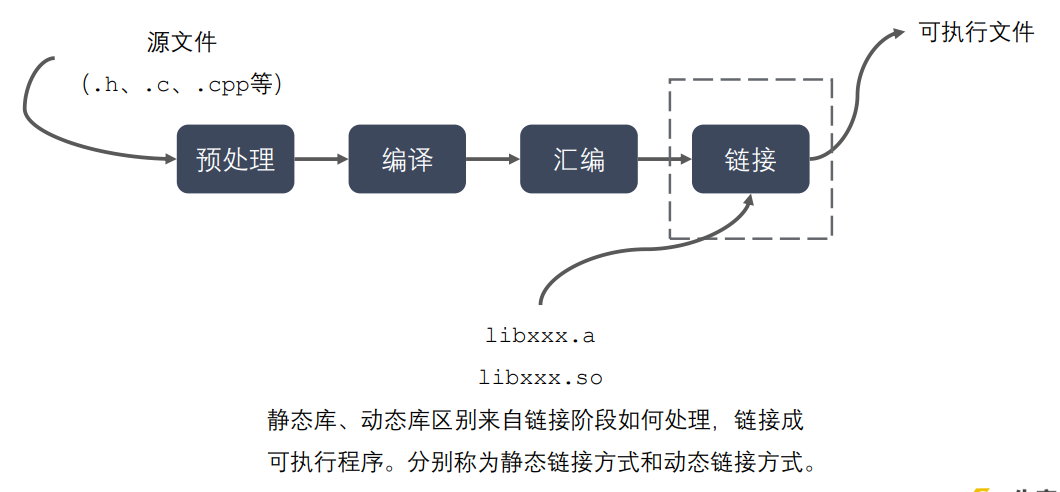 源文件
（.h、.c、.cpp等）
可执行文件
预处理
编译
汇编
链接
libxxx.a
libxxx.so
静态库、动态库区别来自链接阶段如何处理，链接成
可执行程序。分别称为静态链接方式和动态链接方式。